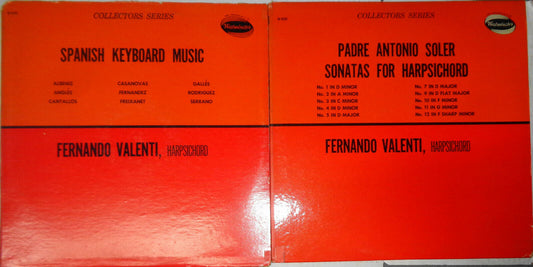 COLLECTORS SERIES
Westminster
SPANISH KEYBOARD MUSIC
ALBENIZ CASANOVAS GALLÉS
ANGLÉS FERNANDEZ RODRIGUEZ
CANTALLOS FREIXANET SERRANO
FERNANDO VALENTI, HARPSICHORD
COLLECTORS SERIES
Westminster
PADRE ANTONIO SOLER
SONATAS FOR HARPSICHORD
No. 1 IN D MINOR
No. 2 IN A MINOR
No. 3 IN C MINOR
No. 4 IN D MINOR
No. 5 IN D MAJOR
No. 7 IN D MAJOR
No. 9 IN D FLAT MAJOR
No. 10 IN F MINOR
No. 11 IN G MINOR
No. 12 IN F SHARP MINOR
FERNANDO VALENTI, HARPSICHORD